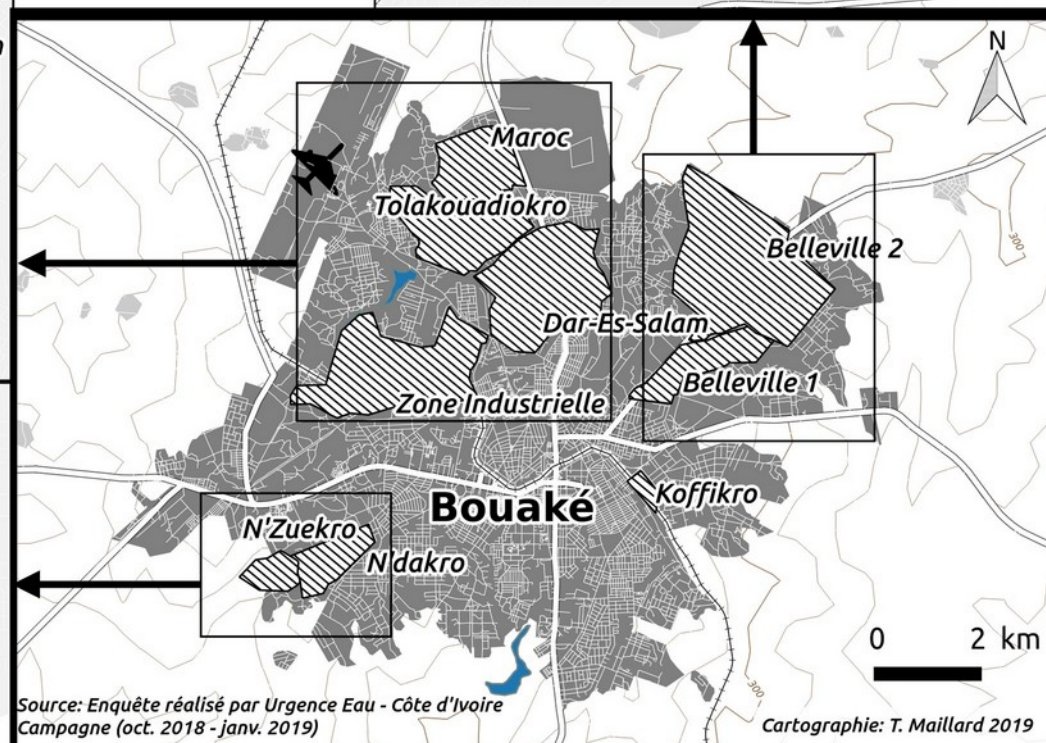 N
Maroc
Tolakouadiokro
Belleville 2
Dar-Es-Salam
Belleville 1
Zone Industrielle
Koffikro
Bouaké
N'Zuekro
N'dakro
300
300
0 2 km
Source: Enquête réalisé par Urgence Eau - Côte d'Ivoire
Campagne (oct. 2018 - janv. 2019)
Cartographie: T. Maillard 2019